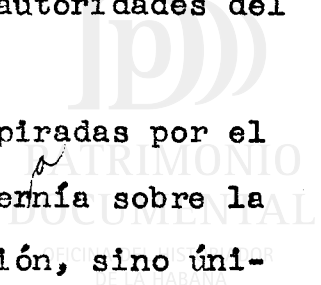 autoridades del
piradas por el
a
ernía sobre la
ión, sino úni-
PATRIMONIO
DOCUMENTAL
OFICINA DEL HISTORIADOR
DE LA HABANA